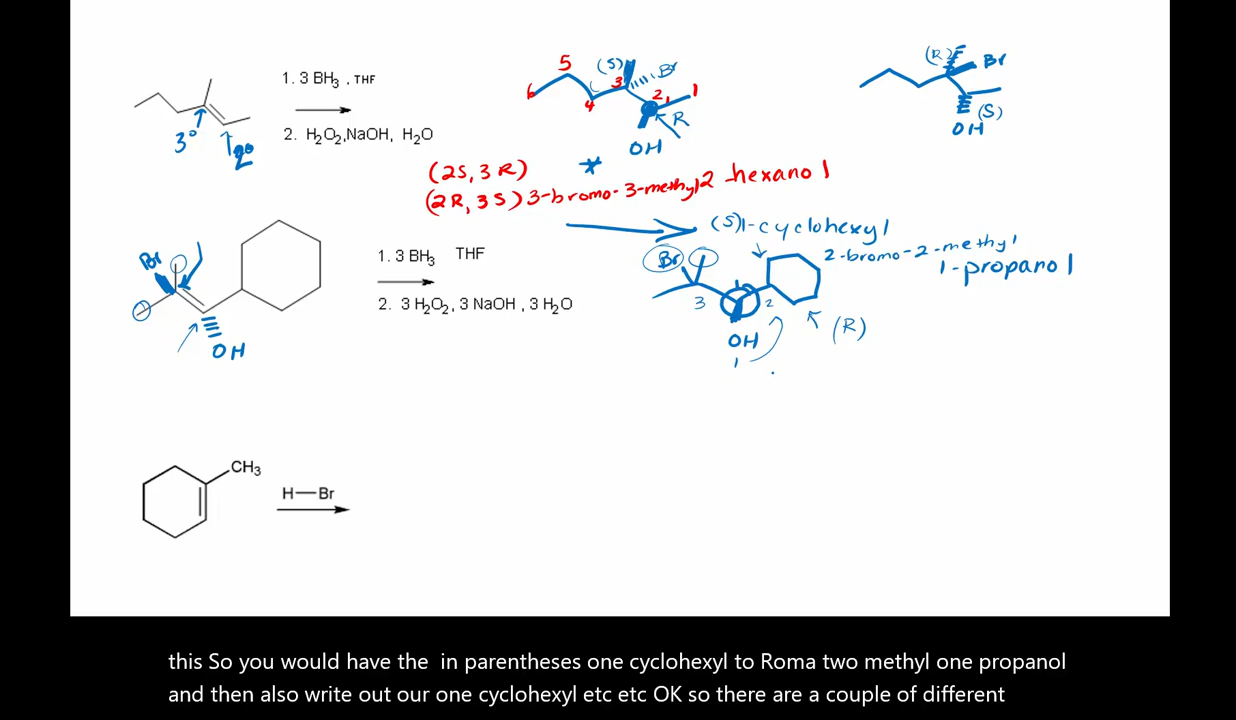 1. 3 BH3 . THF
2. H2O2,NaOH, H2O
3°
2°
6
5
4
(S)
3
Br
2
1
R
OH
(R)
Br
(S)
OH
(2S, 3R)
(2R, 3S) 3-bromo-3-methyl 2-hexanol
Br
OH
1. 3 BH3 THF
2. 3 H2O2, 3 NaOH , 3 H2O
(S)1-cyclohexyl
2-bromo-2-methyl
1-propanol
Br
3
2
OH
1
(R)
CH3
H—Br
this So you would have the in parentheses one cyclohexyl to Roma two methyl one propanol
and then also write out our one cyclohexyl etc etc OK so there are a couple of different